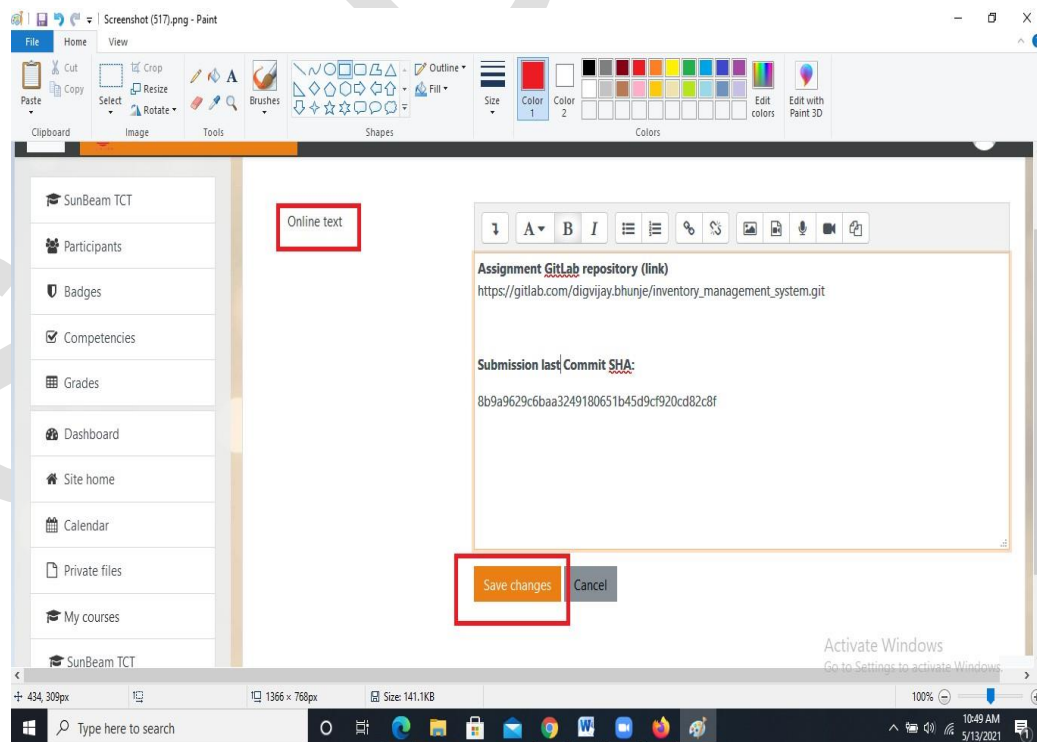 Screenshot (517).png - Paint
File Home View
Cut
Copy
Paste
Clipboard
Select
Crop
Resize
Rotate
Image
A
Tools
Brushes
Outline
Fill
Shapes
Size
Color 1
Color 2
Edit colors
Colors
Edit with Paint 3D
SunBeam TCT
Participants
Badges
Competencies
Grades
Dashboard
Site home
Calendar
Private files
My courses
SunBeam TCT
Online text
A B I
Assignment GitLab repository (link)
https://gitlab.com/digvijay.bhunje/inventory_management_system.git
Submission last Commit SHA:
8b9a9629c6baa3249180651b45d9cf920cd82c8f
Save changes Cancel
Activate Windows
Go to Settings to activate Windows.
434, 309px
1366 × 768px
Size: 141.1KB
100%
Type here to search
10:49 AM
5/13/2021